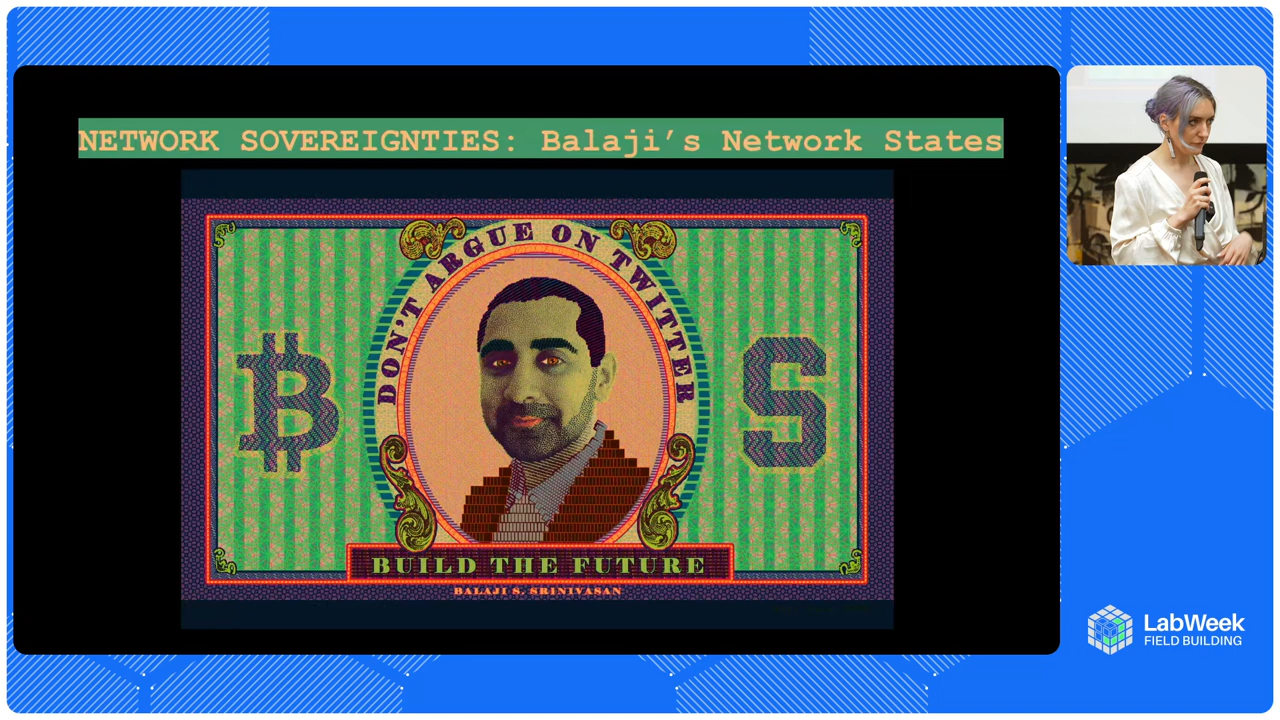 NETWORK SOVEREIGNTIES: Balaji's Network States
DON'T ARGUE ON TWITTER
B S
BUILD THE FUTURE
BALAJI S. SRINIVASAN
LabWeek
FIELD BUILDING